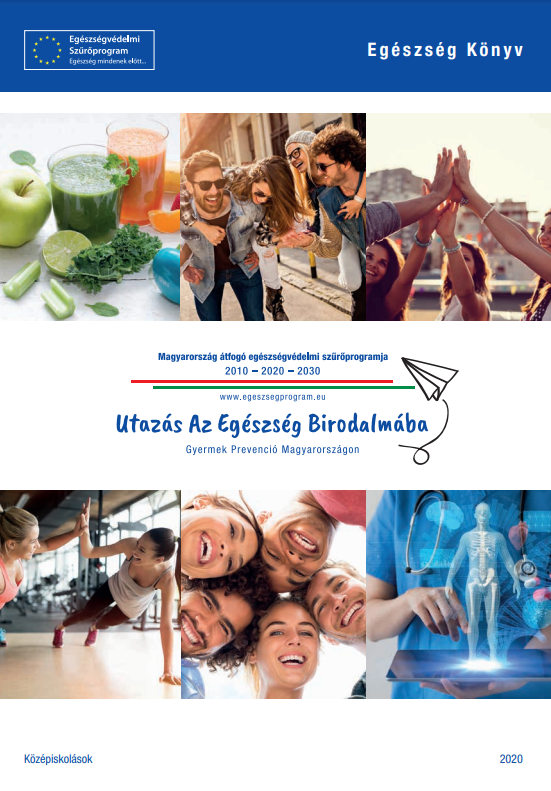 Egészségvédelmi
Szűrőprogram
Egészség mindenek előtt...
Egészség Könyv
Magyarország átfogó egészségvédelmi szűrőprogramja
2010 – 2020 – 2030
www.egeszsegprogram.eu
Utazás Az Egészség Birodalmába
Gyermek Prevenció Magyarországon
Középiskolások
2020